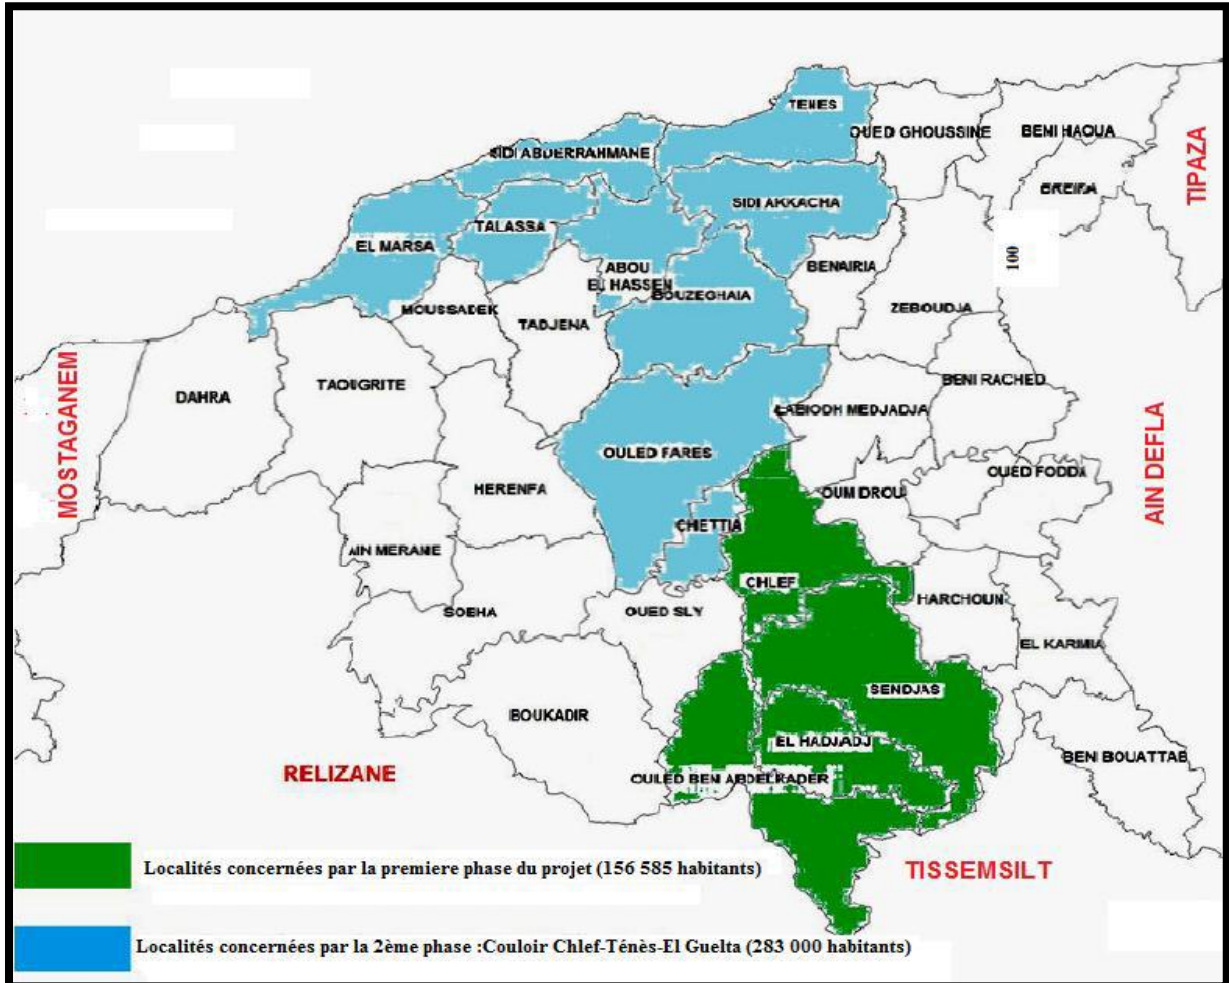 TENES
OUED GHOUSSINE
BENI HAOUA
SIDI ABDERRAHMANE
TIPAZA
BREIRA
SIDI AKKACHA
TALASSA
EL MARSA
ABOU
EL HASSEN
BENAIRIA
100
BOUZEGHAIA
MOUSSADEK
TADJENA
ZEBOUDJA
MOSTAGANEM
DAHRA
TAOUGRITE
BENI RACHED
LABIODH MEDJADJA
AIN DEFLA
OULED FARES
OUED FODDA
HERENFA
OUM DROU
CHETTIA
AIN MERANE
CHLEF
HARCHOUN
SOBHA
OUED SLY
EL KARIMIA
SENDJAS
BOUKADIR
EL HADJADJ
BENI BOUATTAB
RELIZANE
OULED BEN ABDELKADER
TISSEMSILT
Localités concernées par la premiere phase du projet (156 585 habitants)
Localités concernées par la 2ème phase :Couloir Chlef-Ténès-El Guelta (283 000 habitants)